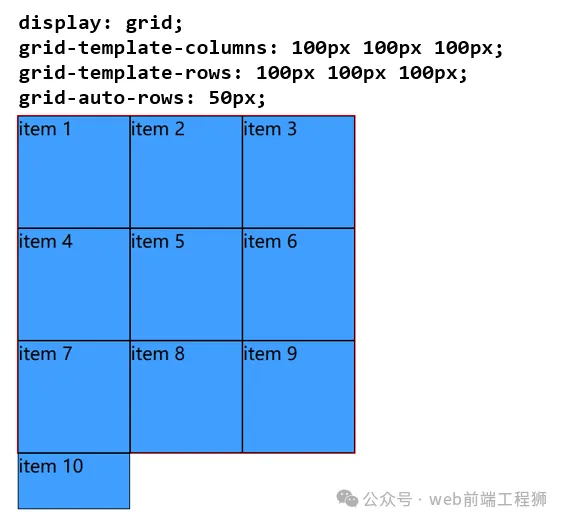 display: grid;
grid-template-columns: 100px 100px 100px;
grid-template-rows: 100px 100px 100px;
grid-auto-rows: 50px;
item 1 item 2 item 3
item 4 item 5 item 6
item 7 item 8 item 9
item 10
公众号 · web前端工程狮